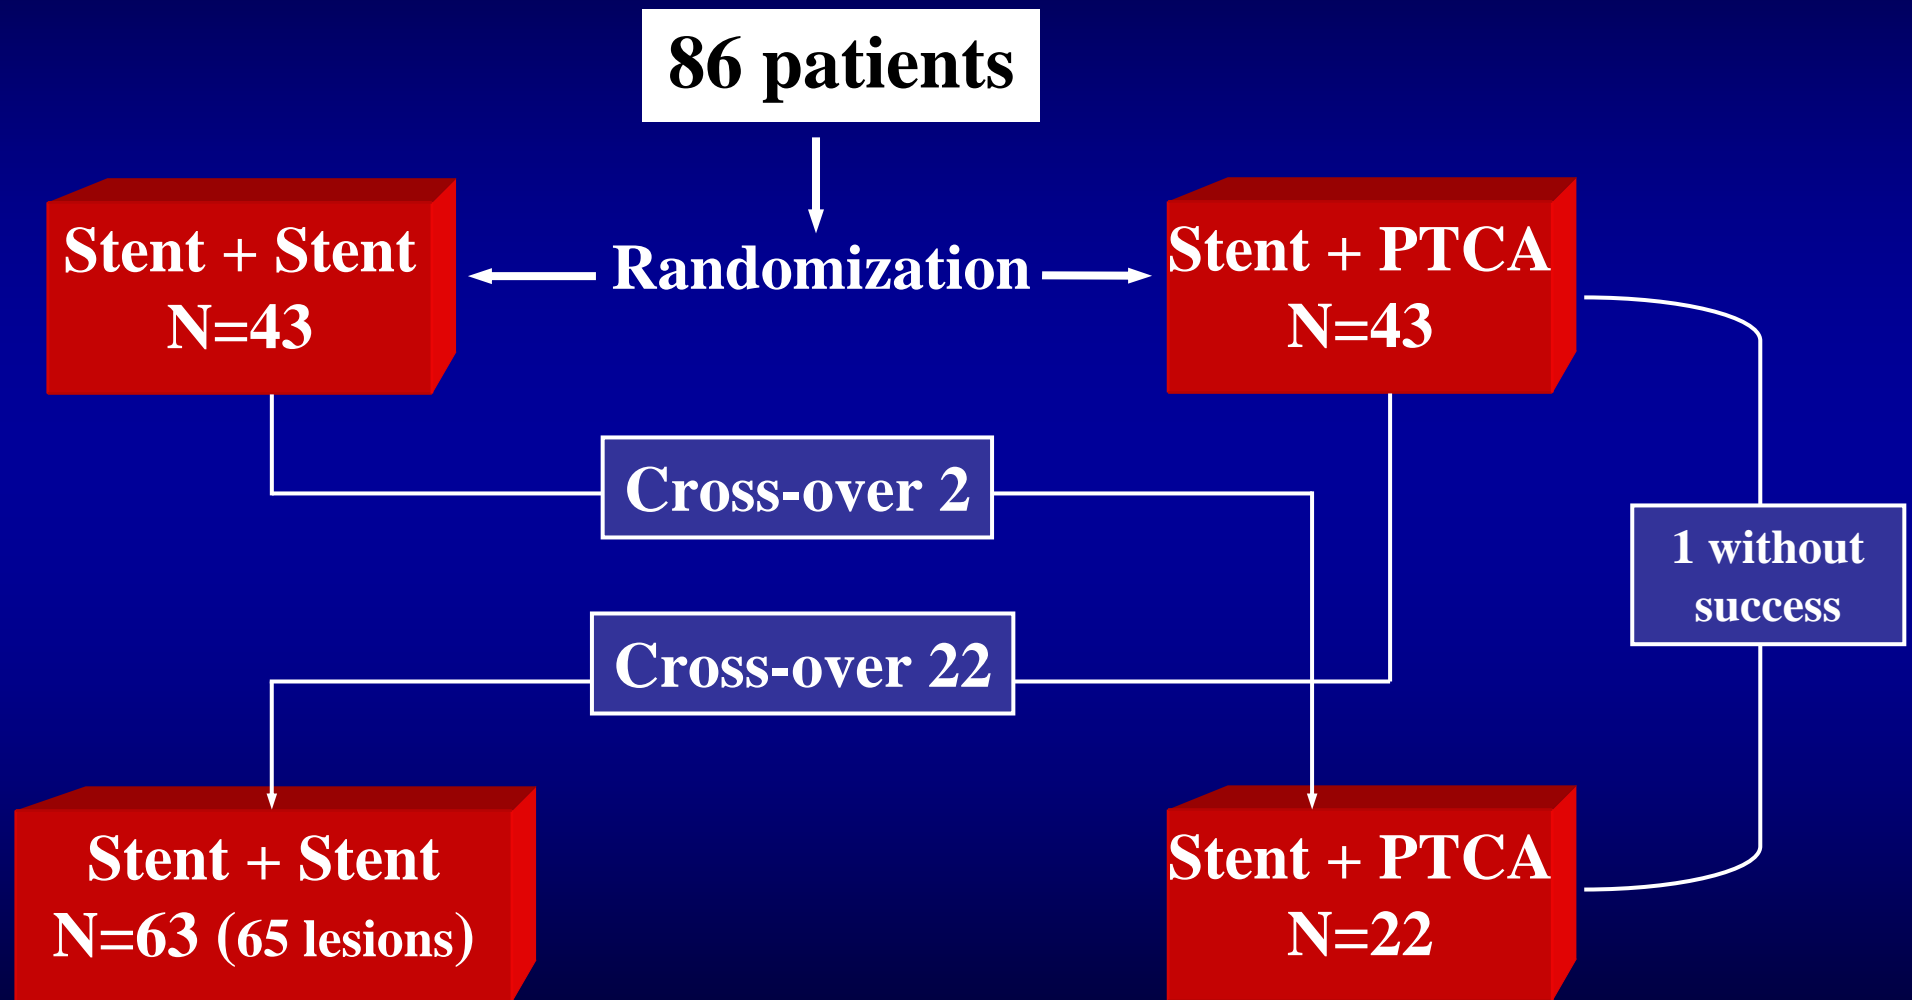 86 patients
Stent + Stent
N=43
Randomization
Stent + PTCA
N=43
Cross-over 2
1 without
success
Cross-over 22
Stent + Stent
N=63 (65 lesions)
Stent + PTCA
N=22